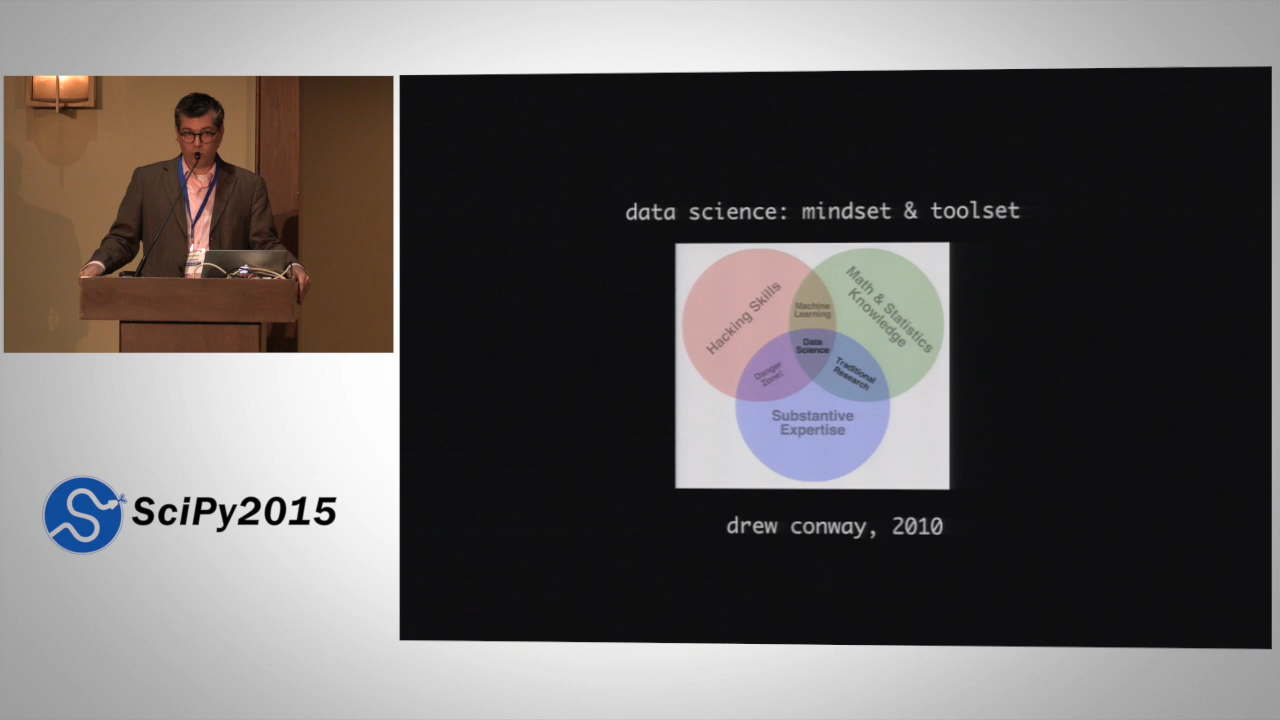 data science: mindset & toolset
Hacking Skills
Math & Statistics
Knowledge
Machine
Learning
Data
Science
Danger
Zone!
Traditional
Research
Substantive
Expertise
drew conway, 2010
SciPy2015